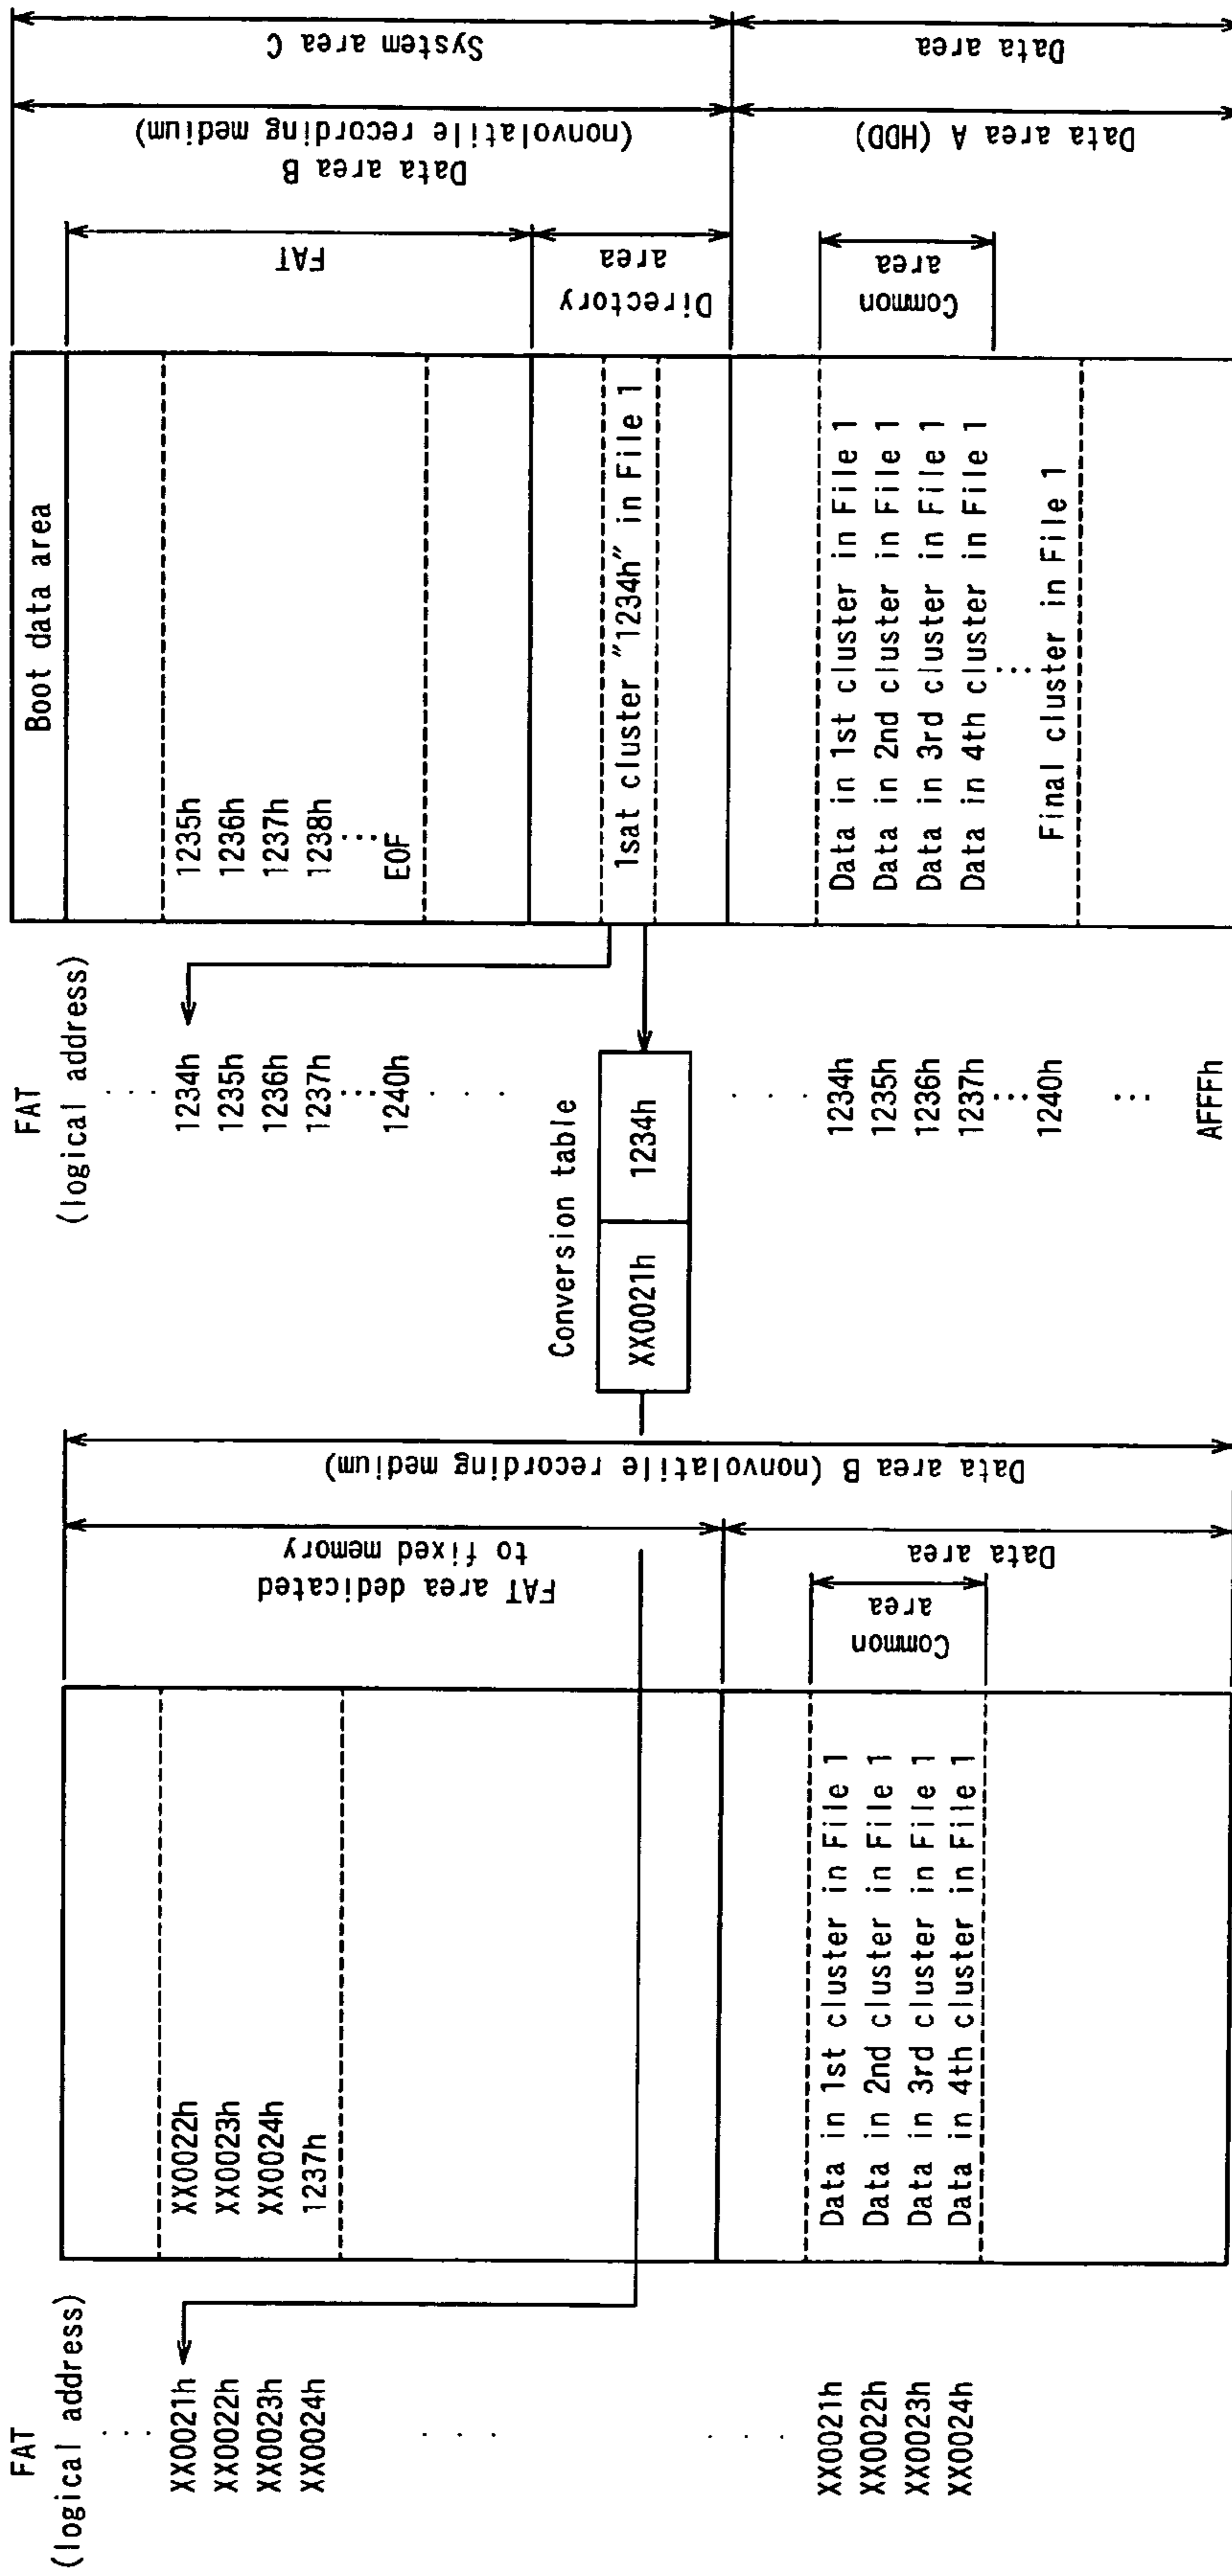 FAT
(logical address)
XX0021h
XX0022h
XX0023h
XX0024h
XX0021h
XX0022h
XX0023h
XX0024h
XX0022h
XX0023h
XX0024h
1237h
Data in 1st cluster in File 1
Data in 2nd cluster in File 1
Data in 3rd cluster in File 1
Data in 4th cluster in File 1
FAT area dedicated
to fixed memory
Common
area
Data area
Data area B (nonvolatile recording medium)
Conversion table
XX0021h
1234h
FAT
(logical address)
1234h
1235h
1236h
1237h
1240h
1234h
1235h
1236h
1237h
1240h
AFFFh
Boot data area
1235h
1236h
1237h
1238h
EOF
1sat cluster "1234h" in File 1
Data in 1st cluster in File 1
Data in 2nd cluster in File 1
Data in 3rd cluster in File 1
Data in 4th cluster in File 1
Final cluster in File 1
FAT
Directory
area
Common
area
Data area B
(nonvolatile recording medium)
Data area A (HDD)
System area C
Data area